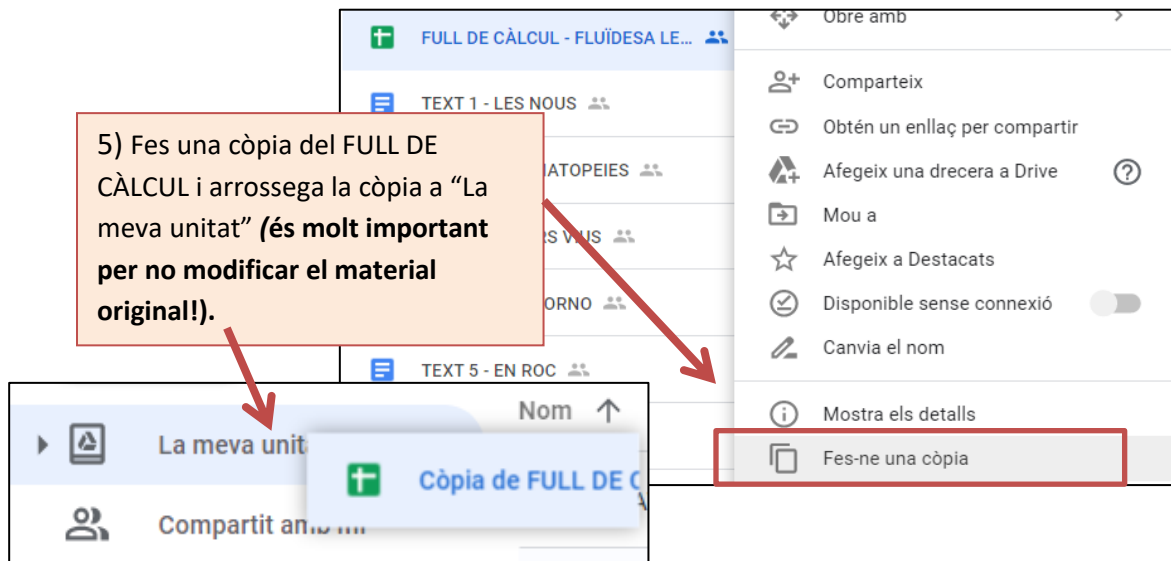 Obre amb
FULL DE CÀLCUL - FLUÏDESA LE...
Comparteix
TEXT 1 - LES NOUS
Obtén un enllaç per compartir
5) Fes una còpia del FULL DE
CÀLCUL i arrossega la còpia a “La
meva unitat” (és molt important
per no modificar el material
original!).
Afegeix una drecera a Drive
Mou a
Afegeix a Destacats
Disponible sense connexió
Canvia el nom
TEXT 5 - EN ROC
Mostra els detalls
Fes-ne una còpia
Nom
La meva
Còpia de FULL DE
Compartit